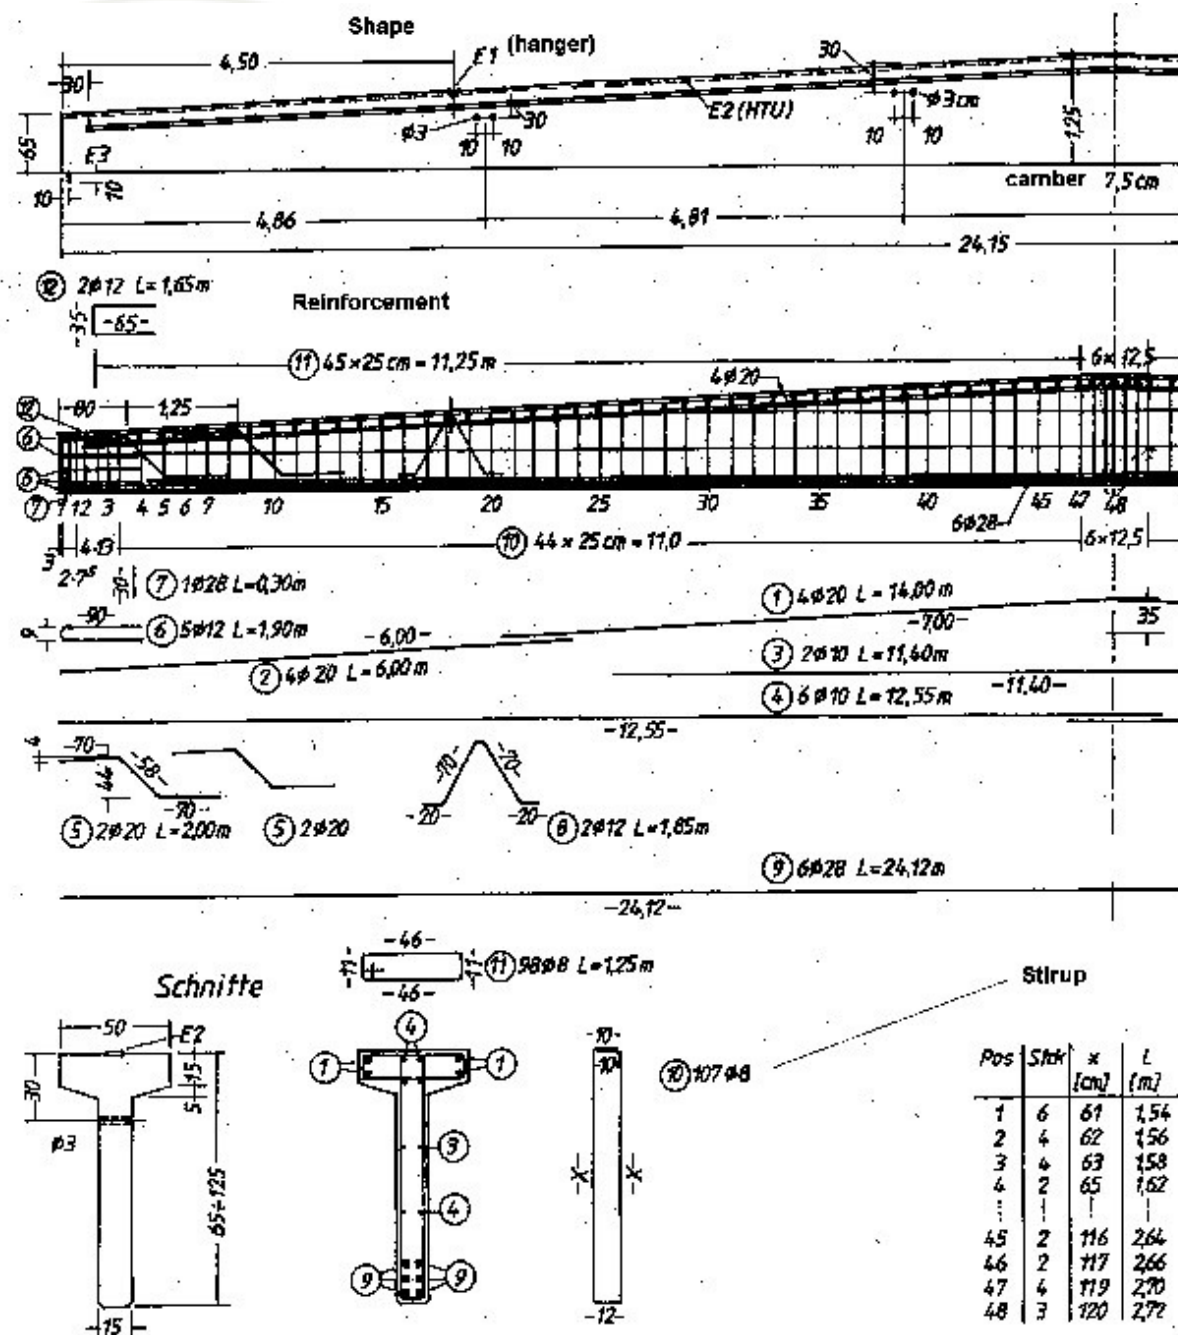 Shape
E1 (hanger)
4,50
30
30
E2 (HTU)
ø3cm
ø3
30
10 10
10 10
1,25
65
E3
10
10
camber 7,5cm
4,86
4,81
24,15
12 2ø12 L=1,65m
Reinforcement
35
-65-
11 45×25cm=11,25m
6×12,5
4ø20
-80
1,25
12
6
6
7 1 2 3 4 5 6 7 10 15 20 25 30 35 40 45 47 48
6ø28
10 44×25cm=11,0
6×12,5
3
4·13
2·7⁵
30
7 1ø28 L=0,30m
90
6 5ø12 L=1,90m
1 4ø20 L=14,00m
-6,00-
-7,00-
35
2 4ø20 L=6,00m
3 2ø10 L=11,40m
-11,40-
4 6ø10 L=12,55m
-12,55-
4
-70-
-58-
44
-70-
-70-
-70-
-20-
-20-
5 2ø20 L=2,00m
5 2ø20
8 2ø12 L=1,85m
9 6ø28 L=24,12m
-24,12-
-46-
-11-
-11-
11 98ø8 L=1,25m
-46-
Schnitte
Stirup
50
E2
15
30
5
ø3
65÷125
-15-
4
1
1
3
4
9
9
-10-
-10-
10 107ø8
-x-
-x-
-12-
Pos Stck x L
[cm] [m]
1 6 61 1,54
2 4 62 1,56
3 4 63 1,58
4 2 65 1,62
45 2 116 2,64
46 2 117 2,66
47 4 119 2,70
48 3 120 2,72